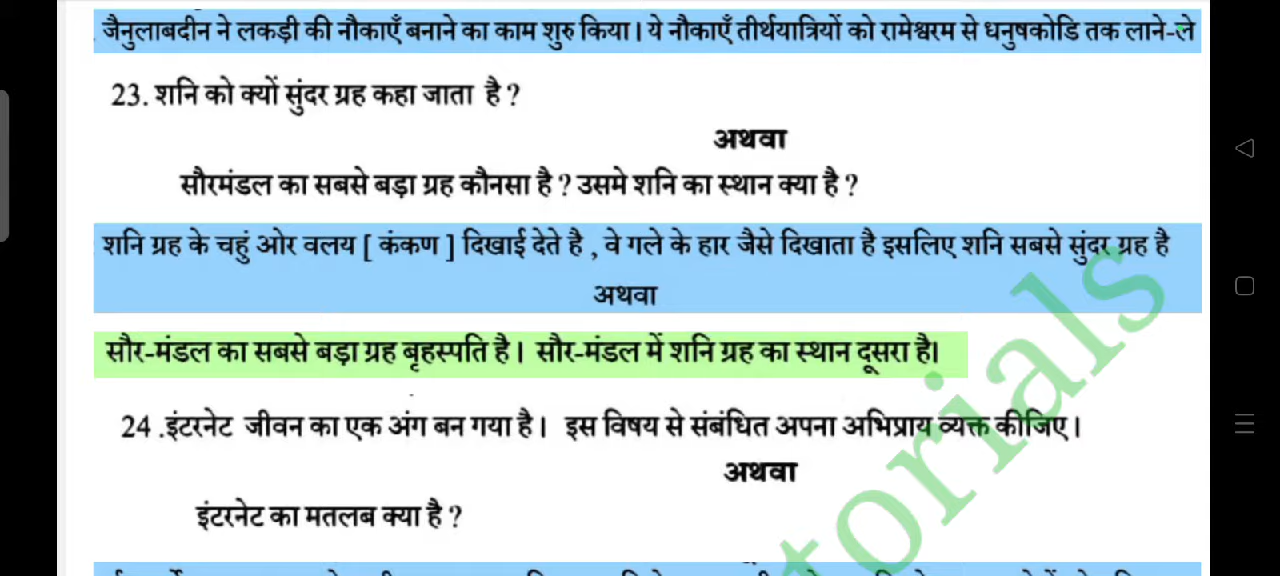 जैनुलाबदीन ने लकड़ी की नौकाएँ बनाने का काम शुरु किया। ये नौकाएँ तीर्थयात्रियों को रामेश्वरम से धनुषकोडि तक लाने-ले
23. शनि को क्यों सुंदर ग्रह कहा जाता है ?
अथवा
सौरमंडल का सबसे बड़ा ग्रह कौनसा है ? उसमे शनि का स्थान क्या है ?
शनि ग्रह के चहुं ओर वलय [ कंकण ] दिखाई देते है , वे गले के हार जैसे दिखाता है इसलिए शनि सबसे सुंदर ग्रह है
अथवा
सौर-मंडल का सबसे बड़ा ग्रह बृहस्पति है। सौर-मंडल में शनि ग्रह का स्थान दूसरा है।
24 .इंटरनेट जीवन का एक अंग बन गया है। इस विषय से संबंधित अपना अभिप्राय व्यक्त कीजिए।
अथवा
इंटरनेट का मतलब क्या है ?
torials